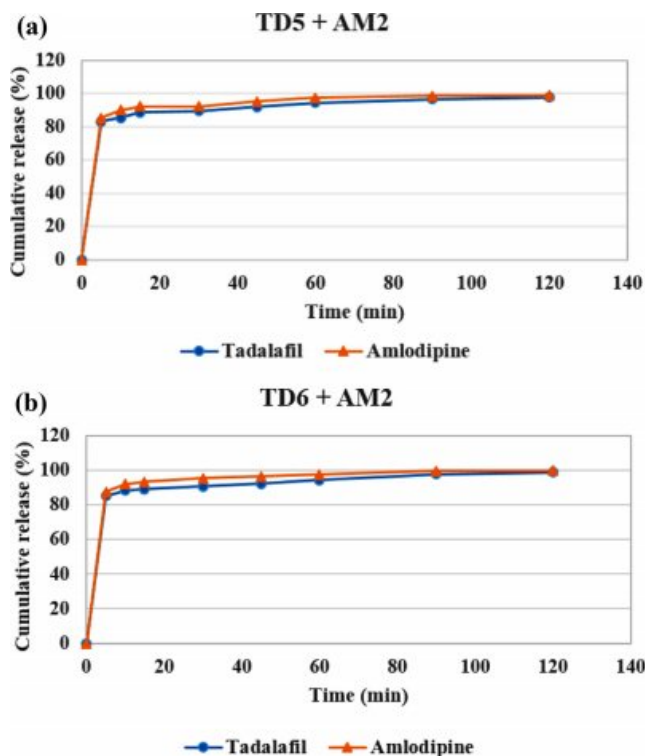 (a)
TD5 + AM2
Cumulative release (%)
120
100
80
60
40
20
0
0 20 40 60 80 100 120 140
Time (min)
Tadalafil Amlodipine
(b)
TD6 + AM2
Cumulative release (%)
120
100
80
60
40
20
0
0 20 40 60 80 100 120 140
Time (min)
Tadalafil Amlodipine